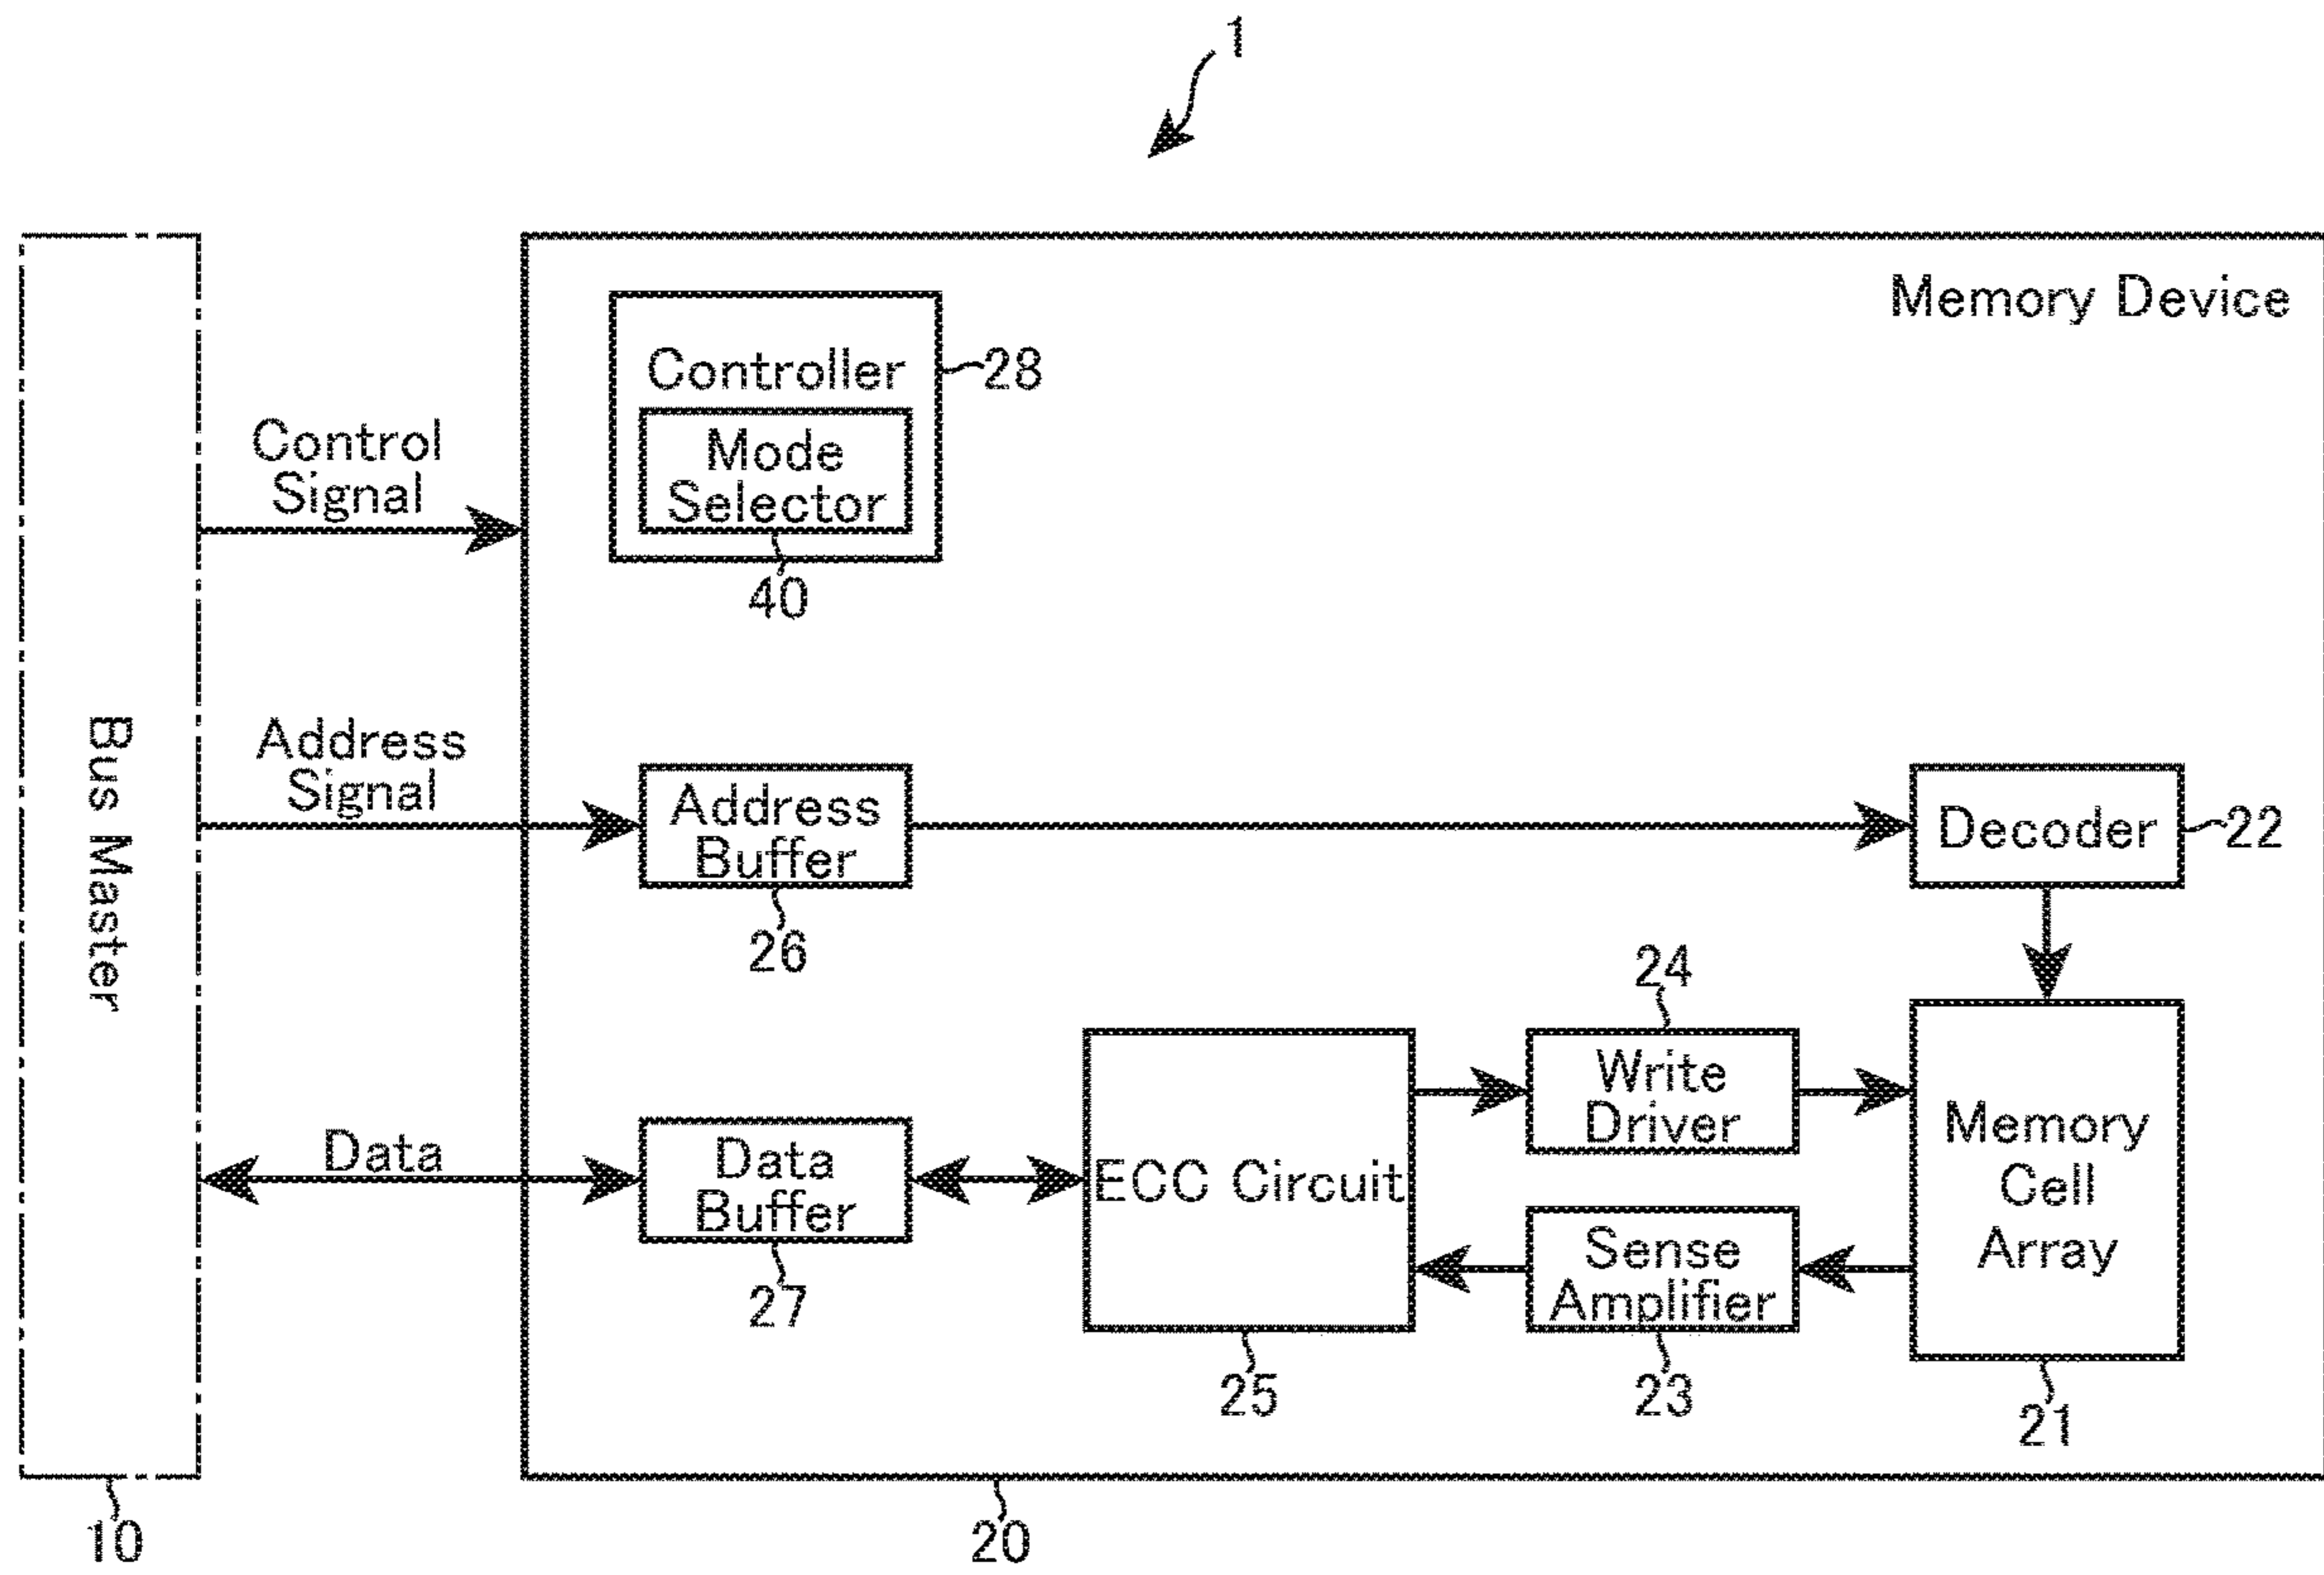 1
Memory Device
Controller
28
Mode
Selector
40
Control
Signal
Bus Master
Address
Signal
Address
Buffer
26
Decoder
22
24
Write
Driver
Memory
Cell
Array
Data
Data
Buffer
27
ECC Circuit
Sense
Amplifier
25
23
21
10
20